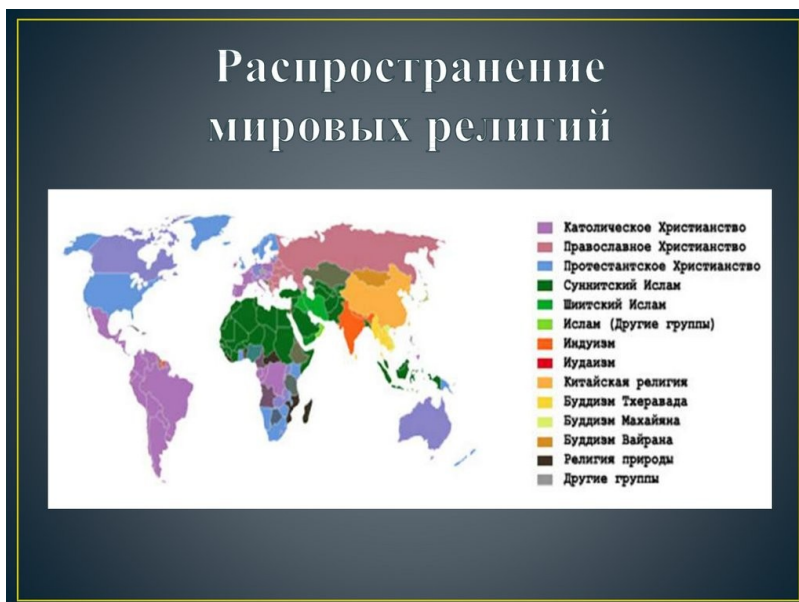 Распространение
мировых религий
Католическое Христианство
Православное Христианство
Протестантское Христианство
Суннитский Ислам
Шиитский Ислам
Ислам (Другие группы)
Индуизм
Иудаизм
Китайская религия
Буддизм Тхеравада
Буддизм Махайяна
Буддизм Вайрана
Религия природы
Другие группы